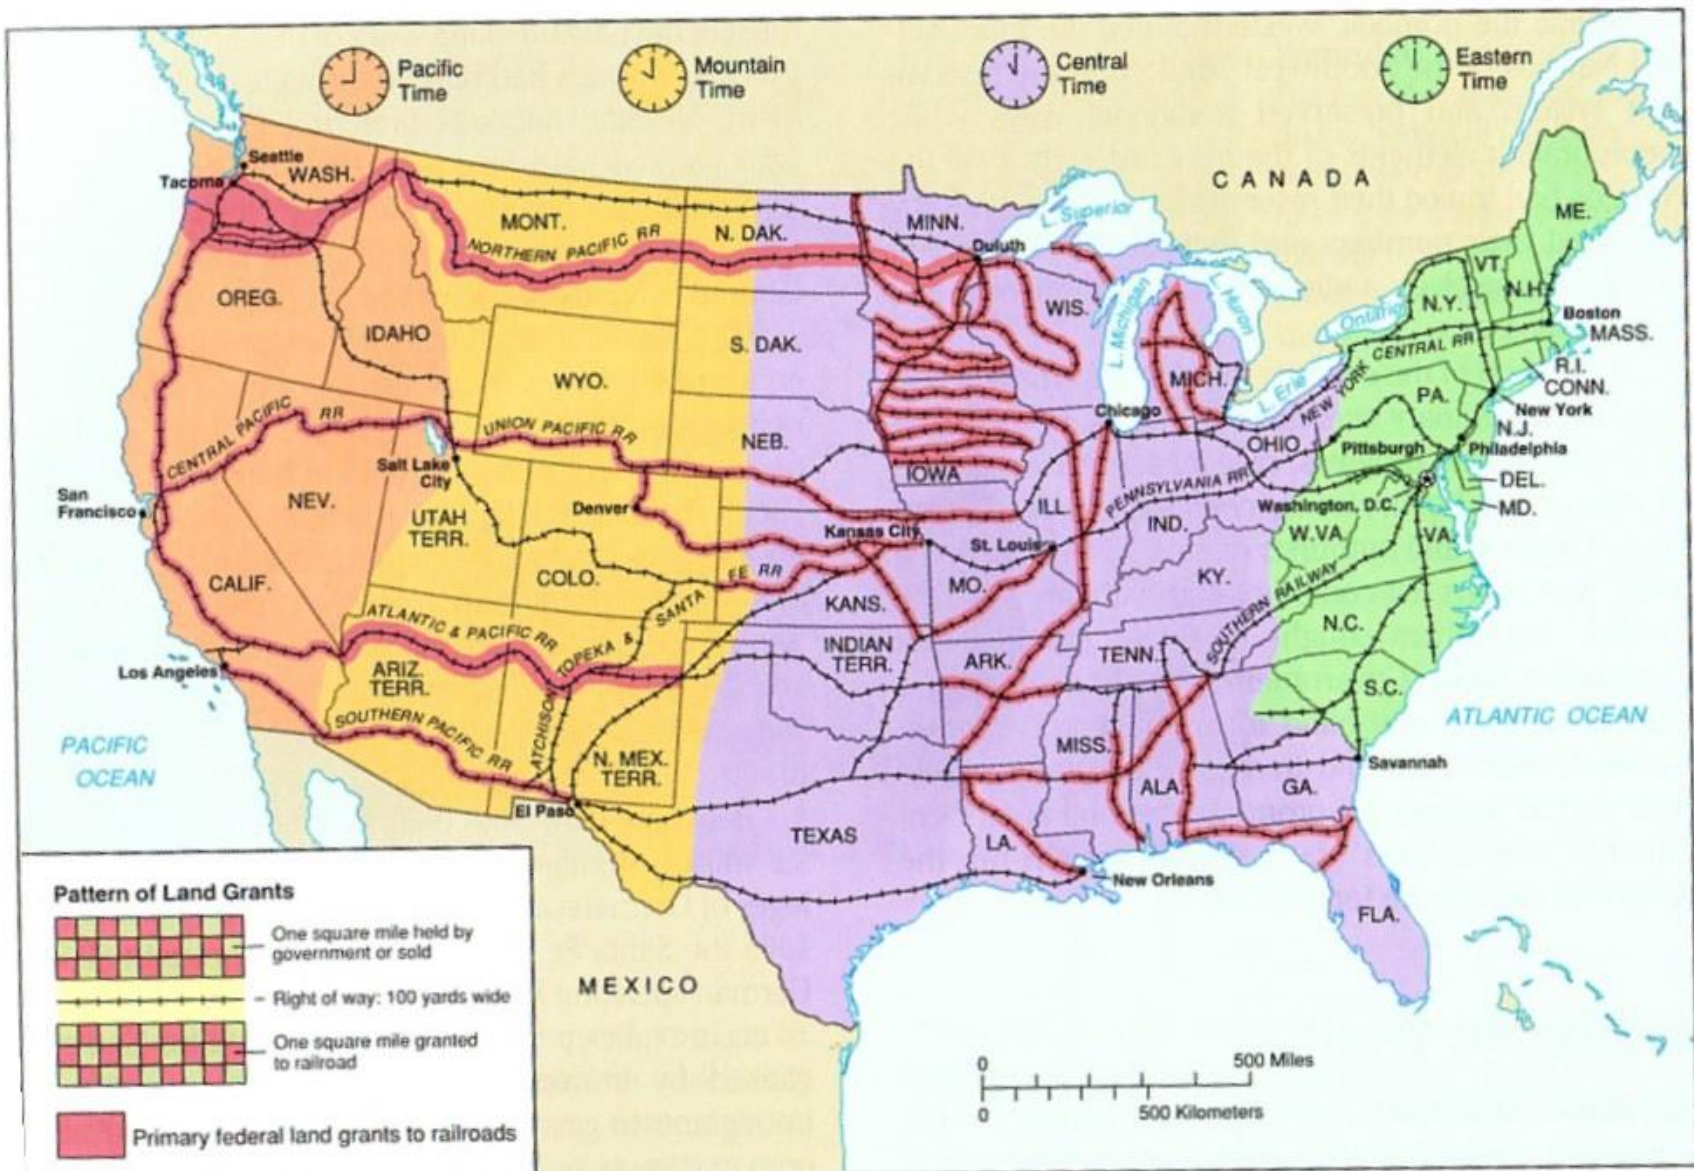 Pacific
Time
Mountain
Time
Central
Time
Eastern
Time
CANADA
Seattle
Tacoma
WASH.
MONT.
N. DAK.
MINN.
L. Superior
Duluth
NORTHERN PACIFIC RR
OREG.
IDAHO
WYO.
S. DAK.
WIS.
L. Michigan
L. Huron
MICH.
L. Ontario
L. Erie
ME.
VT.
N.H.
N.Y.
Boston
MASS.
R.I.
CONN.
NEW YORK CENTRAL RR
PA.
New York
N.J.
Philadelphia
Pittsburgh
DEL.
MD.
Washington, D.C.
CENTRAL PACIFIC RR
UNION PACIFIC RR
NEB.
IOWA
Chicago
OHIO
PENNSYLVANIA RR
ILL.
IND.
W.VA.
VA.
San
Francisco
NEV.
Salt Lake
City
UTAH
TERR.
Denver
COLO.
Kansas City
St. Louis
KANS.
MO.
KY.
CALIF.
ATLANTIC & PACIFIC RR
ATCHISON TOPEKA & SANTA FE RR
INDIAN
TERR.
ARK.
TENN.
SOUTHERN RAILWAY
N.C.
S.C.
Los Angeles
ARIZ.
TERR.
SOUTHERN PACIFIC RR
N. MEX.
TERR.
El Paso
TEXAS
LA.
MISS.
ALA.
GA.
Savannah
New Orleans
FLA.
PACIFIC
OCEAN
ATLANTIC OCEAN
MEXICO
Pattern of Land Grants
One square mile held by
government or sold
Right of way: 100 yards wide
One square mile granted
to railroad
Primary federal land grants to railroads
0
500 Miles
0
500 Kilometers